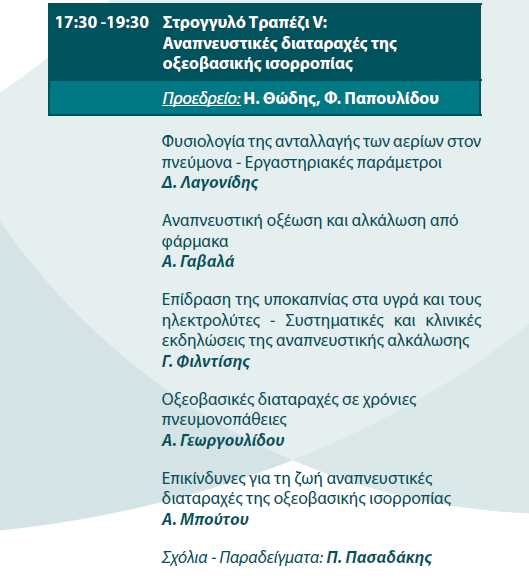 17:30 -19:30 Στρογγυλό Τραπέζι V:
Αναπνευστικές διαταραχές της
οξεοβασικής ισορροπίας
Προεδρείο: Η. Θώδης, Φ. Παπουλίδου
Φυσιολογία της ανταλλαγής των αερίων στον
πνεύμονα - Εργαστηριακές παράμετροι
Δ. Λαγονίδης
Αναπνευστική οξέωση και αλκάλωση από
φάρμακα
Α. Γαβαλά
Επίδραση της υποκαπνίας στα υγρά και τους
ηλεκτρολύτες - Συστηματικές και κλινικές
εκδηλώσεις της αναπνευστικής αλκάλωσης
Γ. Φιλντίσης
Οξεοβασικές διαταραχές σε χρόνιες
πνευμονοπάθειες
Α. Γεωργουλίδου
Επικίνδυνες για τη ζωή αναπνευστικές
διαταραχές της οξεοβασικής ισορροπίας
Α. Μπούτου
Σχόλια - Παραδείγματα: Π. Πασαδάκης